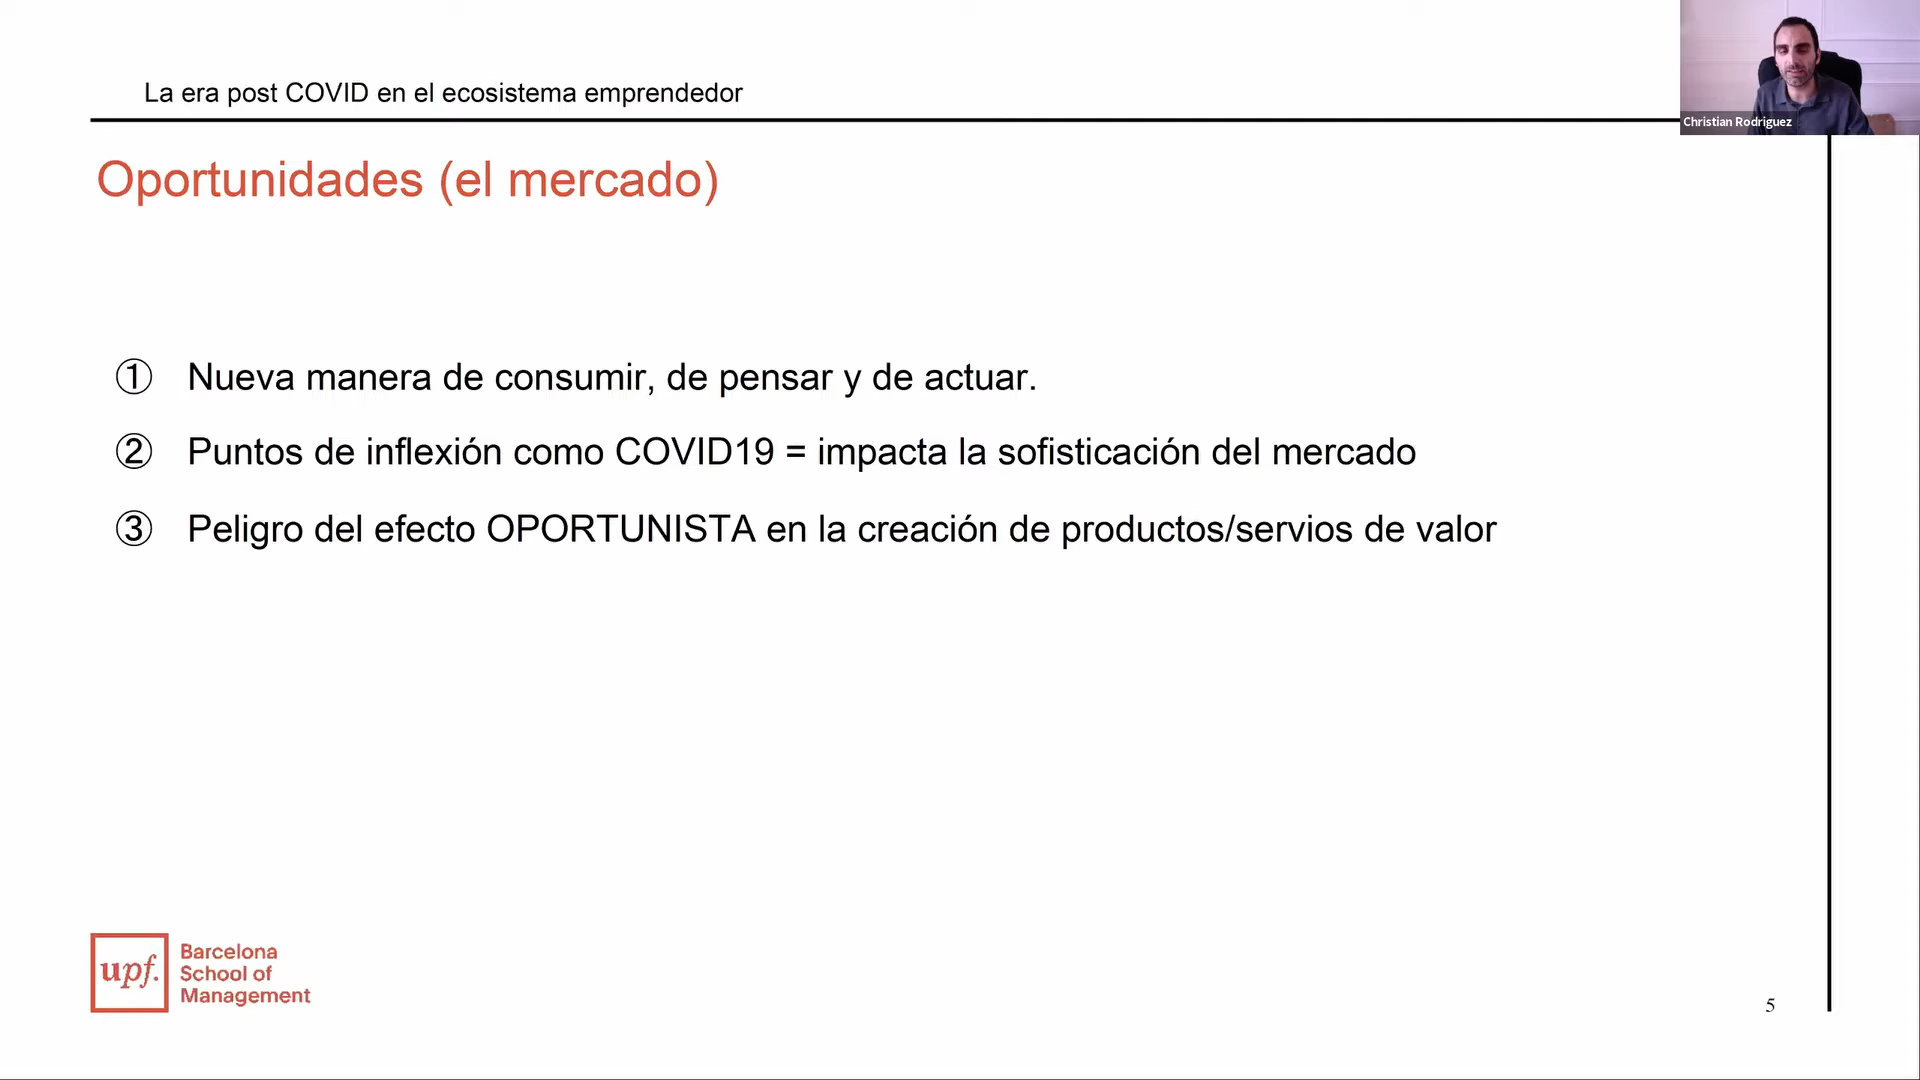 La era post COVID en el ecosistema emprendedor
Christian Rodriguez
Oportunidades (el mercado)
① Nueva manera de consumir, de pensar y de actuar.
② Puntos de inflexión como COVID19 = impacta la sofisticación del mercado
③ Peligro del efecto OPORTUNISTA en la creación de productos/servios de valor
upf.
Barcelona
School of
Management
5